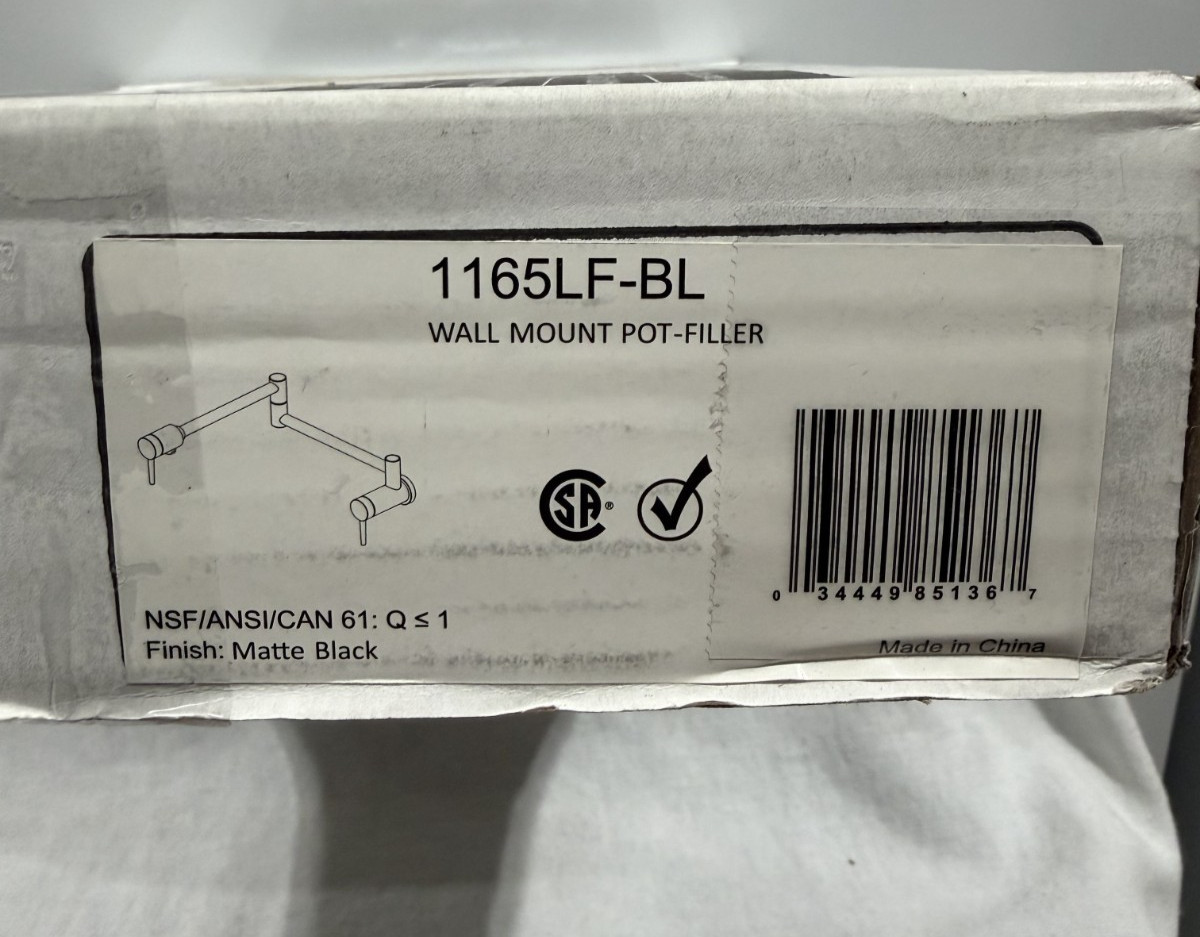 1165LF-BL
WALL MOUNT POT-FILLER
CSA®
0 34449 85136 7
NSF/ANSI/CAN 61: Q ≤ 1
Finish: Matte Black
Made in China